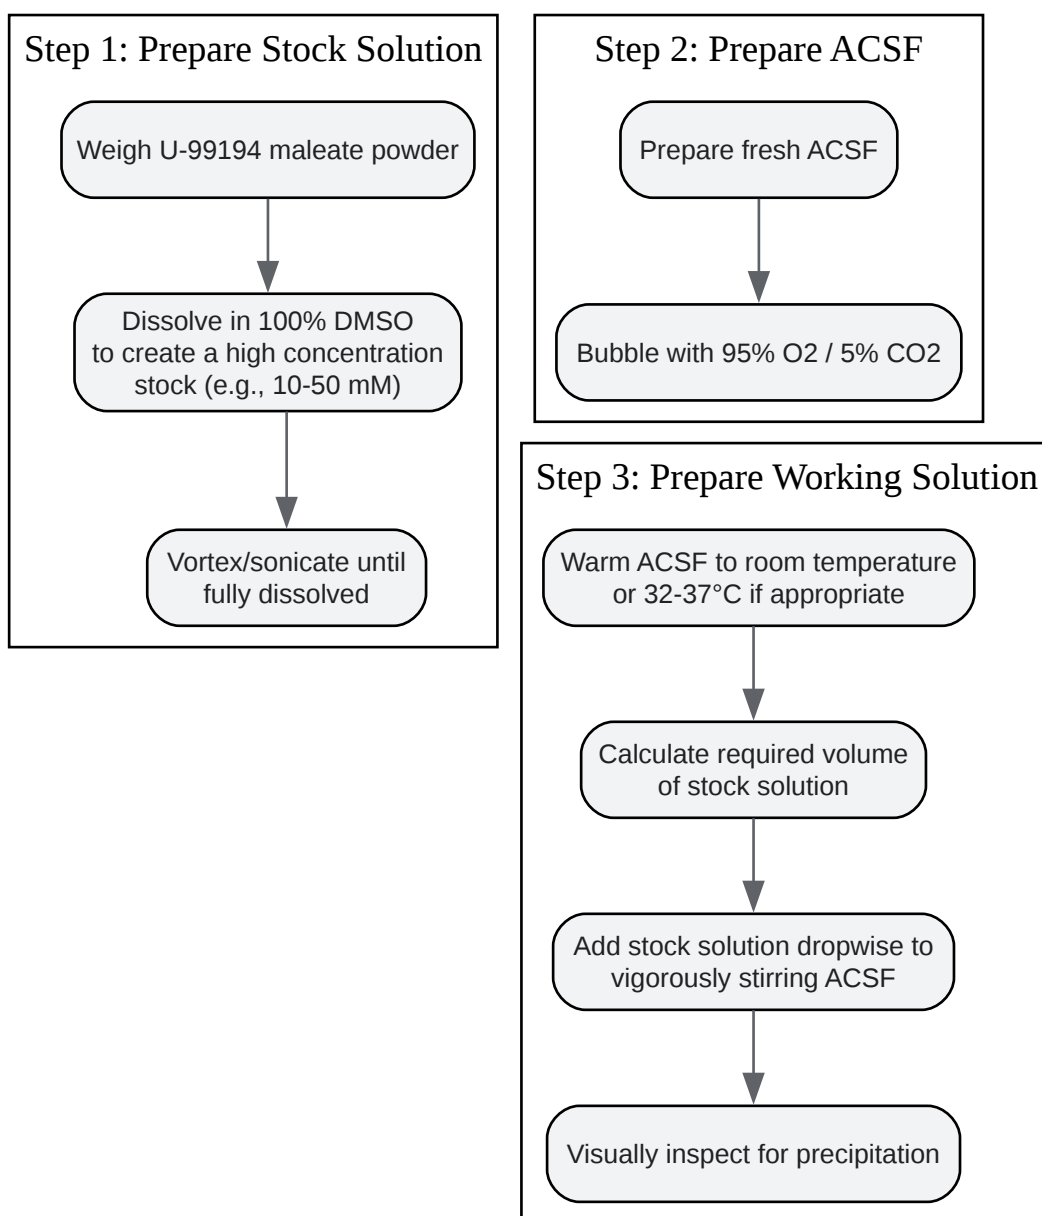 Step 1: Prepare Stock Solution
Weigh U-99194 maleate powder
Dissolve in 100% DMSO
to create a high concentration
stock (e.g., 10-50 mM)
Vortex/sonicate until
fully dissolved
Step 2: Prepare ACSF
Prepare fresh ACSF
Bubble with 95% O2 / 5% CO2
Step 3: Prepare Working Solution
Warm ACSF to room temperature
or 32-37°C if appropriate
Calculate required volume
of stock solution
Add stock solution dropwise to
vigorously stirring ACSF
Visually inspect for precipitation